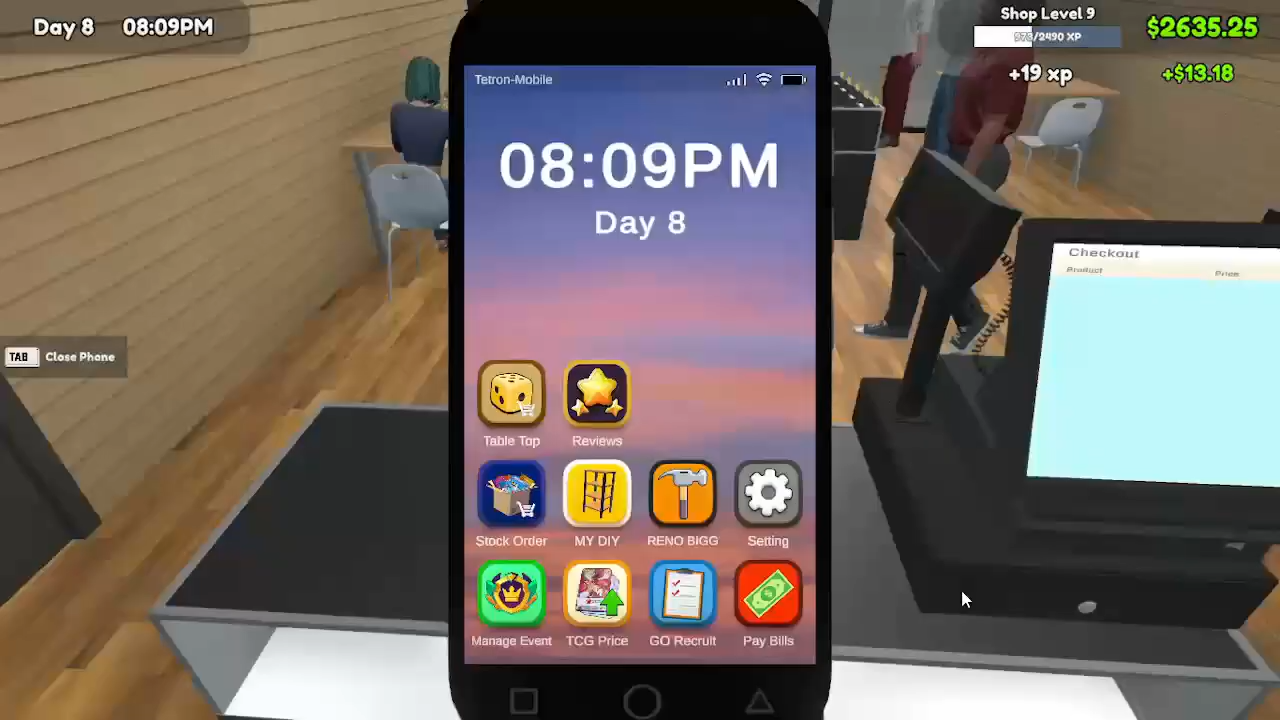 Day 8 08:09PM
Shop Level 9
$2635.25
/2490 XP
+19 xp
+$13.18
Tetron-Mobile
08:09PM
Day 8
Checkout
Product Price
TAB Close Phone
Table Top Reviews
Stock Order MY DIY RENO BIGG Setting
Manage Event TCG Price GO Recruit Pay Bills